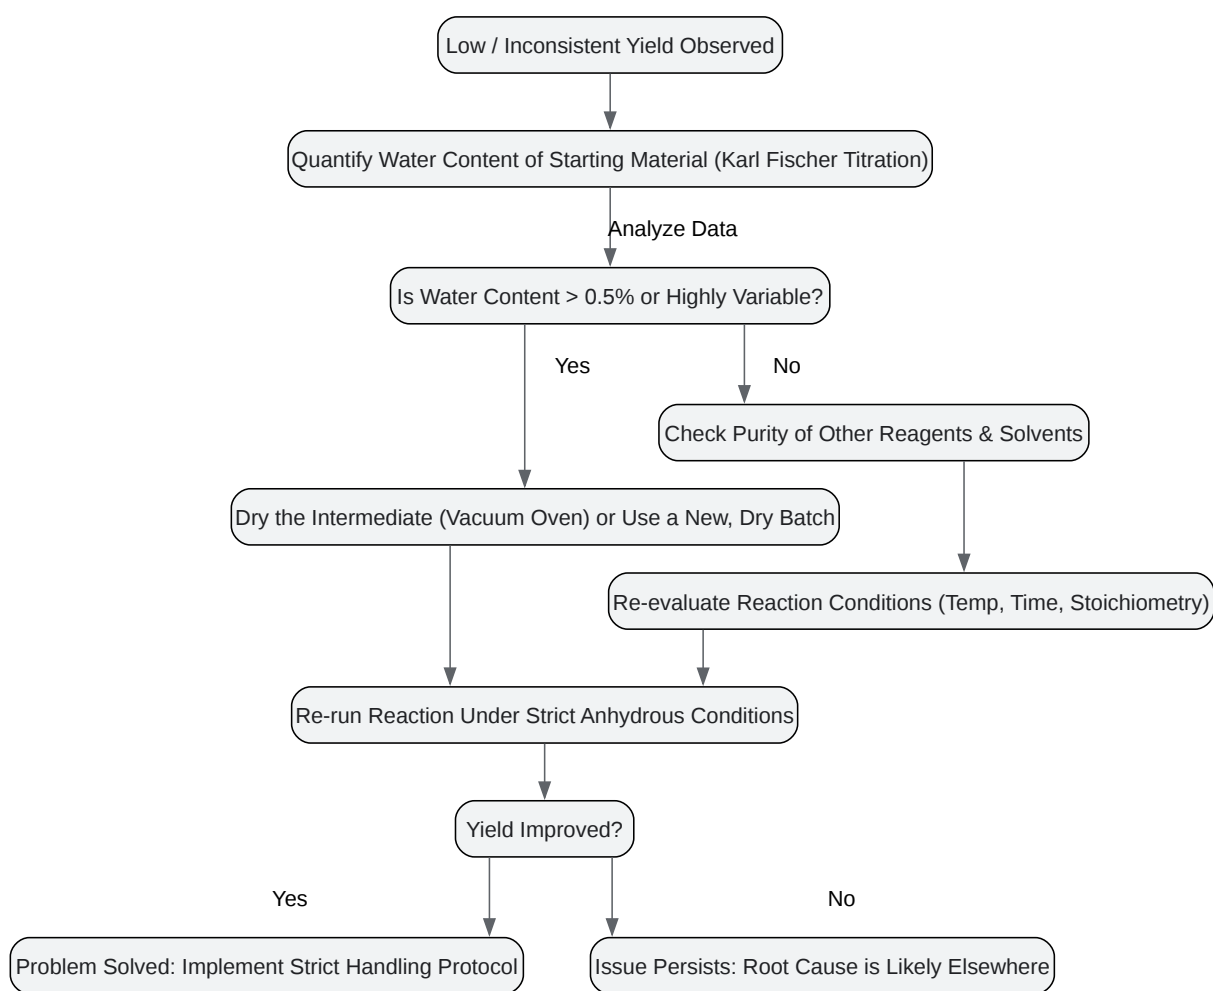 Low / Inconsistent Yield Observed
Quantify Water Content of Starting Material (Karl Fischer Titration)
Analyze Data
Is Water Content > 0.5% or Highly Variable?
Yes
No
Check Purity of Other Reagents & Solvents
Dry the Intermediate (Vacuum Oven) or Use a New, Dry Batch
Re-evaluate Reaction Conditions (Temp, Time, Stoichiometry)
Re-run Reaction Under Strict Anhydrous Conditions
Yield Improved?
Yes
No
Problem Solved: Implement Strict Handling Protocol
Issue Persists: Root Cause is Likely Elsewhere